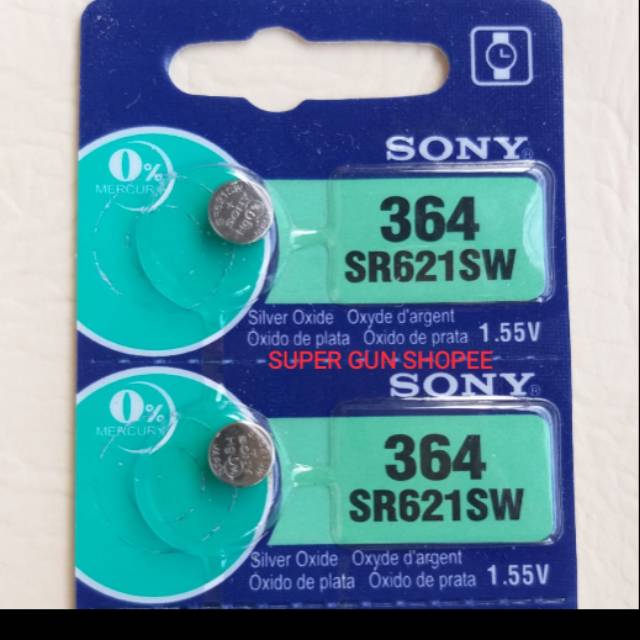 SONY
0%
MERCURY
364
SR621SW
Silver Oxide Oxyde d'argent
Óxido de plata Óxido de prata 1.55V
SUPER GUN SHOPEE
SONY
0%
MERCURY
364
SR621SW
Silver Oxide Oxyde d'argent
Óxido de plata Óxido de prata 1.55V